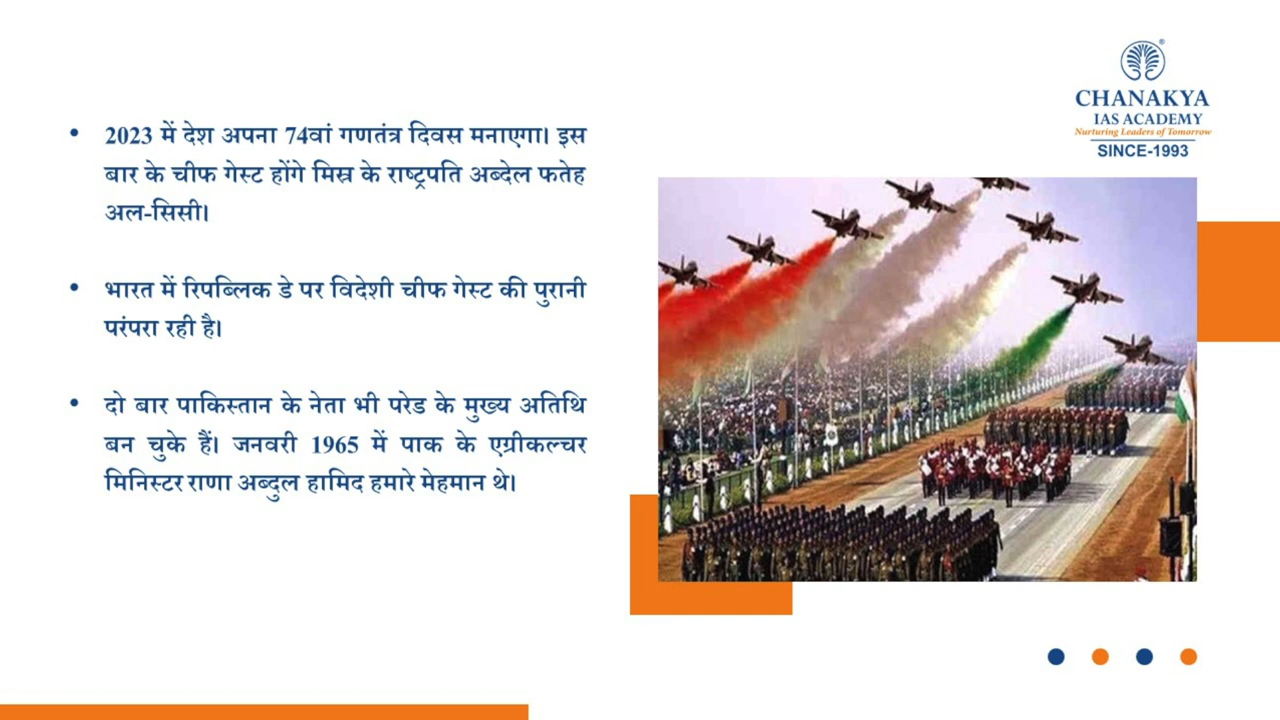 CHANAKYA
IAS ACADEMY
Nurturing Leaders of Tomorrow
SINCE-1993
• 2023 में देश अपना 74वां गणतंत्र दिवस मनाएगा। इस
बार के चीफ गेस्ट होंगे मिस्र के राष्ट्रपति अब्देल फतेह
अल-सिसी।
• भारत में रिपब्लिक डे पर विदेशी चीफ गेस्ट की पुरानी
परंपरा रही है।
• दो बार पाकिस्तान के नेता भी परेड के मुख्य अतिथि
बन चुके हैं। जनवरी 1965 में पाक के एग्रीकल्चर
मिनिस्टर राणा अब्दुल हामिद हमारे मेहमान थे।